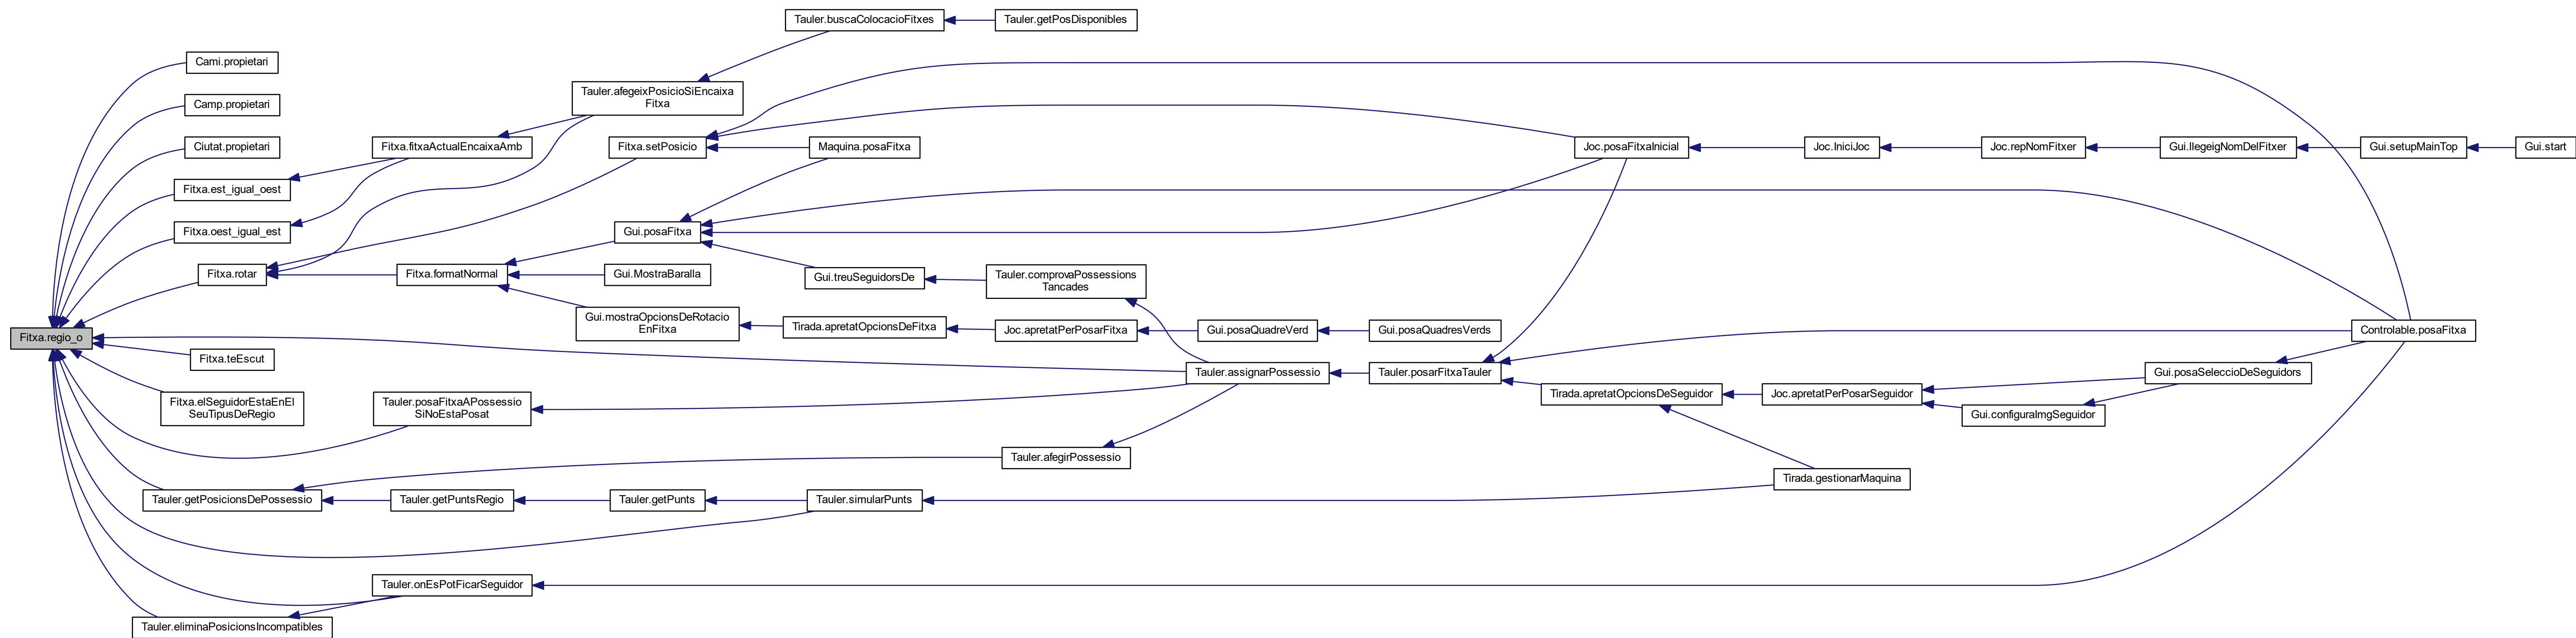 Tauler.buscaColocacioFitxes
Tauler.getPosDisponibles
Cami.propietari
Tauler.afegeixPosicioSiEncaixa
Fitxa
Camp.propietari
Ciutat.propietari
Fitxa.fitxaActualEncaixaAmb
Fitxa.setPosicio
Maquina.posaFitxa
Joc.posaFitxaInicial
Joc.IniciJoc
Joc.repNomFitxer
Gui.llegeigNomDelFitxer
Gui.setupMainTop
Gui.start
Fitxa.est_igual_oest
Fitxa.oest_igual_est
Gui.posaFitxa
Fitxa.rotar
Fitxa.formatNormal
Gui.MostraBaralla
Gui.treuSeguidorsDe
Tauler.comprovaPossessions
Tancades
Gui.mostraOpcionsDeRotacio
EnFitxa
Tirada.apretatOpcionsDeFitxa
Joc.apretatPerPosarFitxa
Gui.posaQuadreVerd
Gui.posaQuadresVerds
Controlable.posaFitxa
Fitxa.regio_o
Fitxa.teEscut
Tauler.assignarPossessio
Tauler.posarFitxaTauler
Gui.posaSeleccioDeSeguidors
Tirada.apretatOpcionsDeSeguidor
Joc.apretatPerPosarSeguidor
Gui.configuraImgSeguidor
Fitxa.elSeguidorEstaEnEl
SeuTipusDeRegio
Tauler.posaFitxaAPossessio
SiNoEstaPosat
Tauler.afegirPossessio
Tirada.gestionarMaquina
Tauler.getPosicionsDePossessio
Tauler.getPuntsRegio
Tauler.getPunts
Tauler.simularPunts
Tauler.onEsPotFicarSeguidor
Tauler.eliminaPosicionsIncompatibles